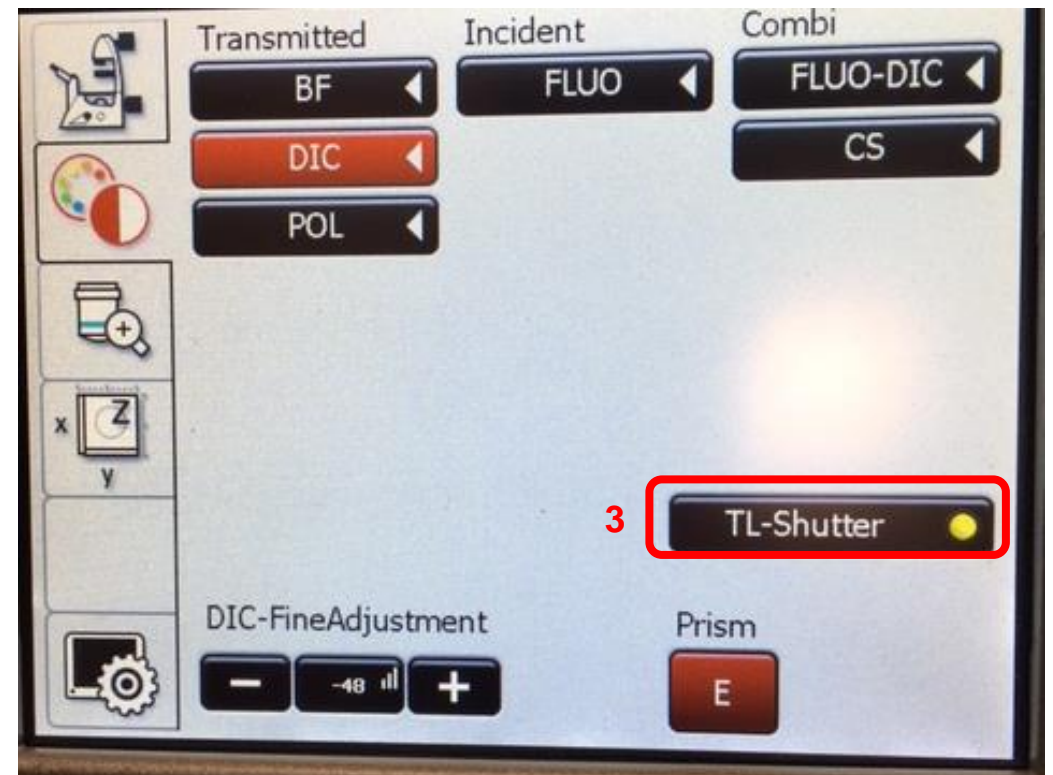 Transmitted Incident Combi
BF FLUO FLUO-DIC
DIC CS
POL
x Z
y
3 TL-Shutter
DIC-FineAdjustment Prism
- -48 + E